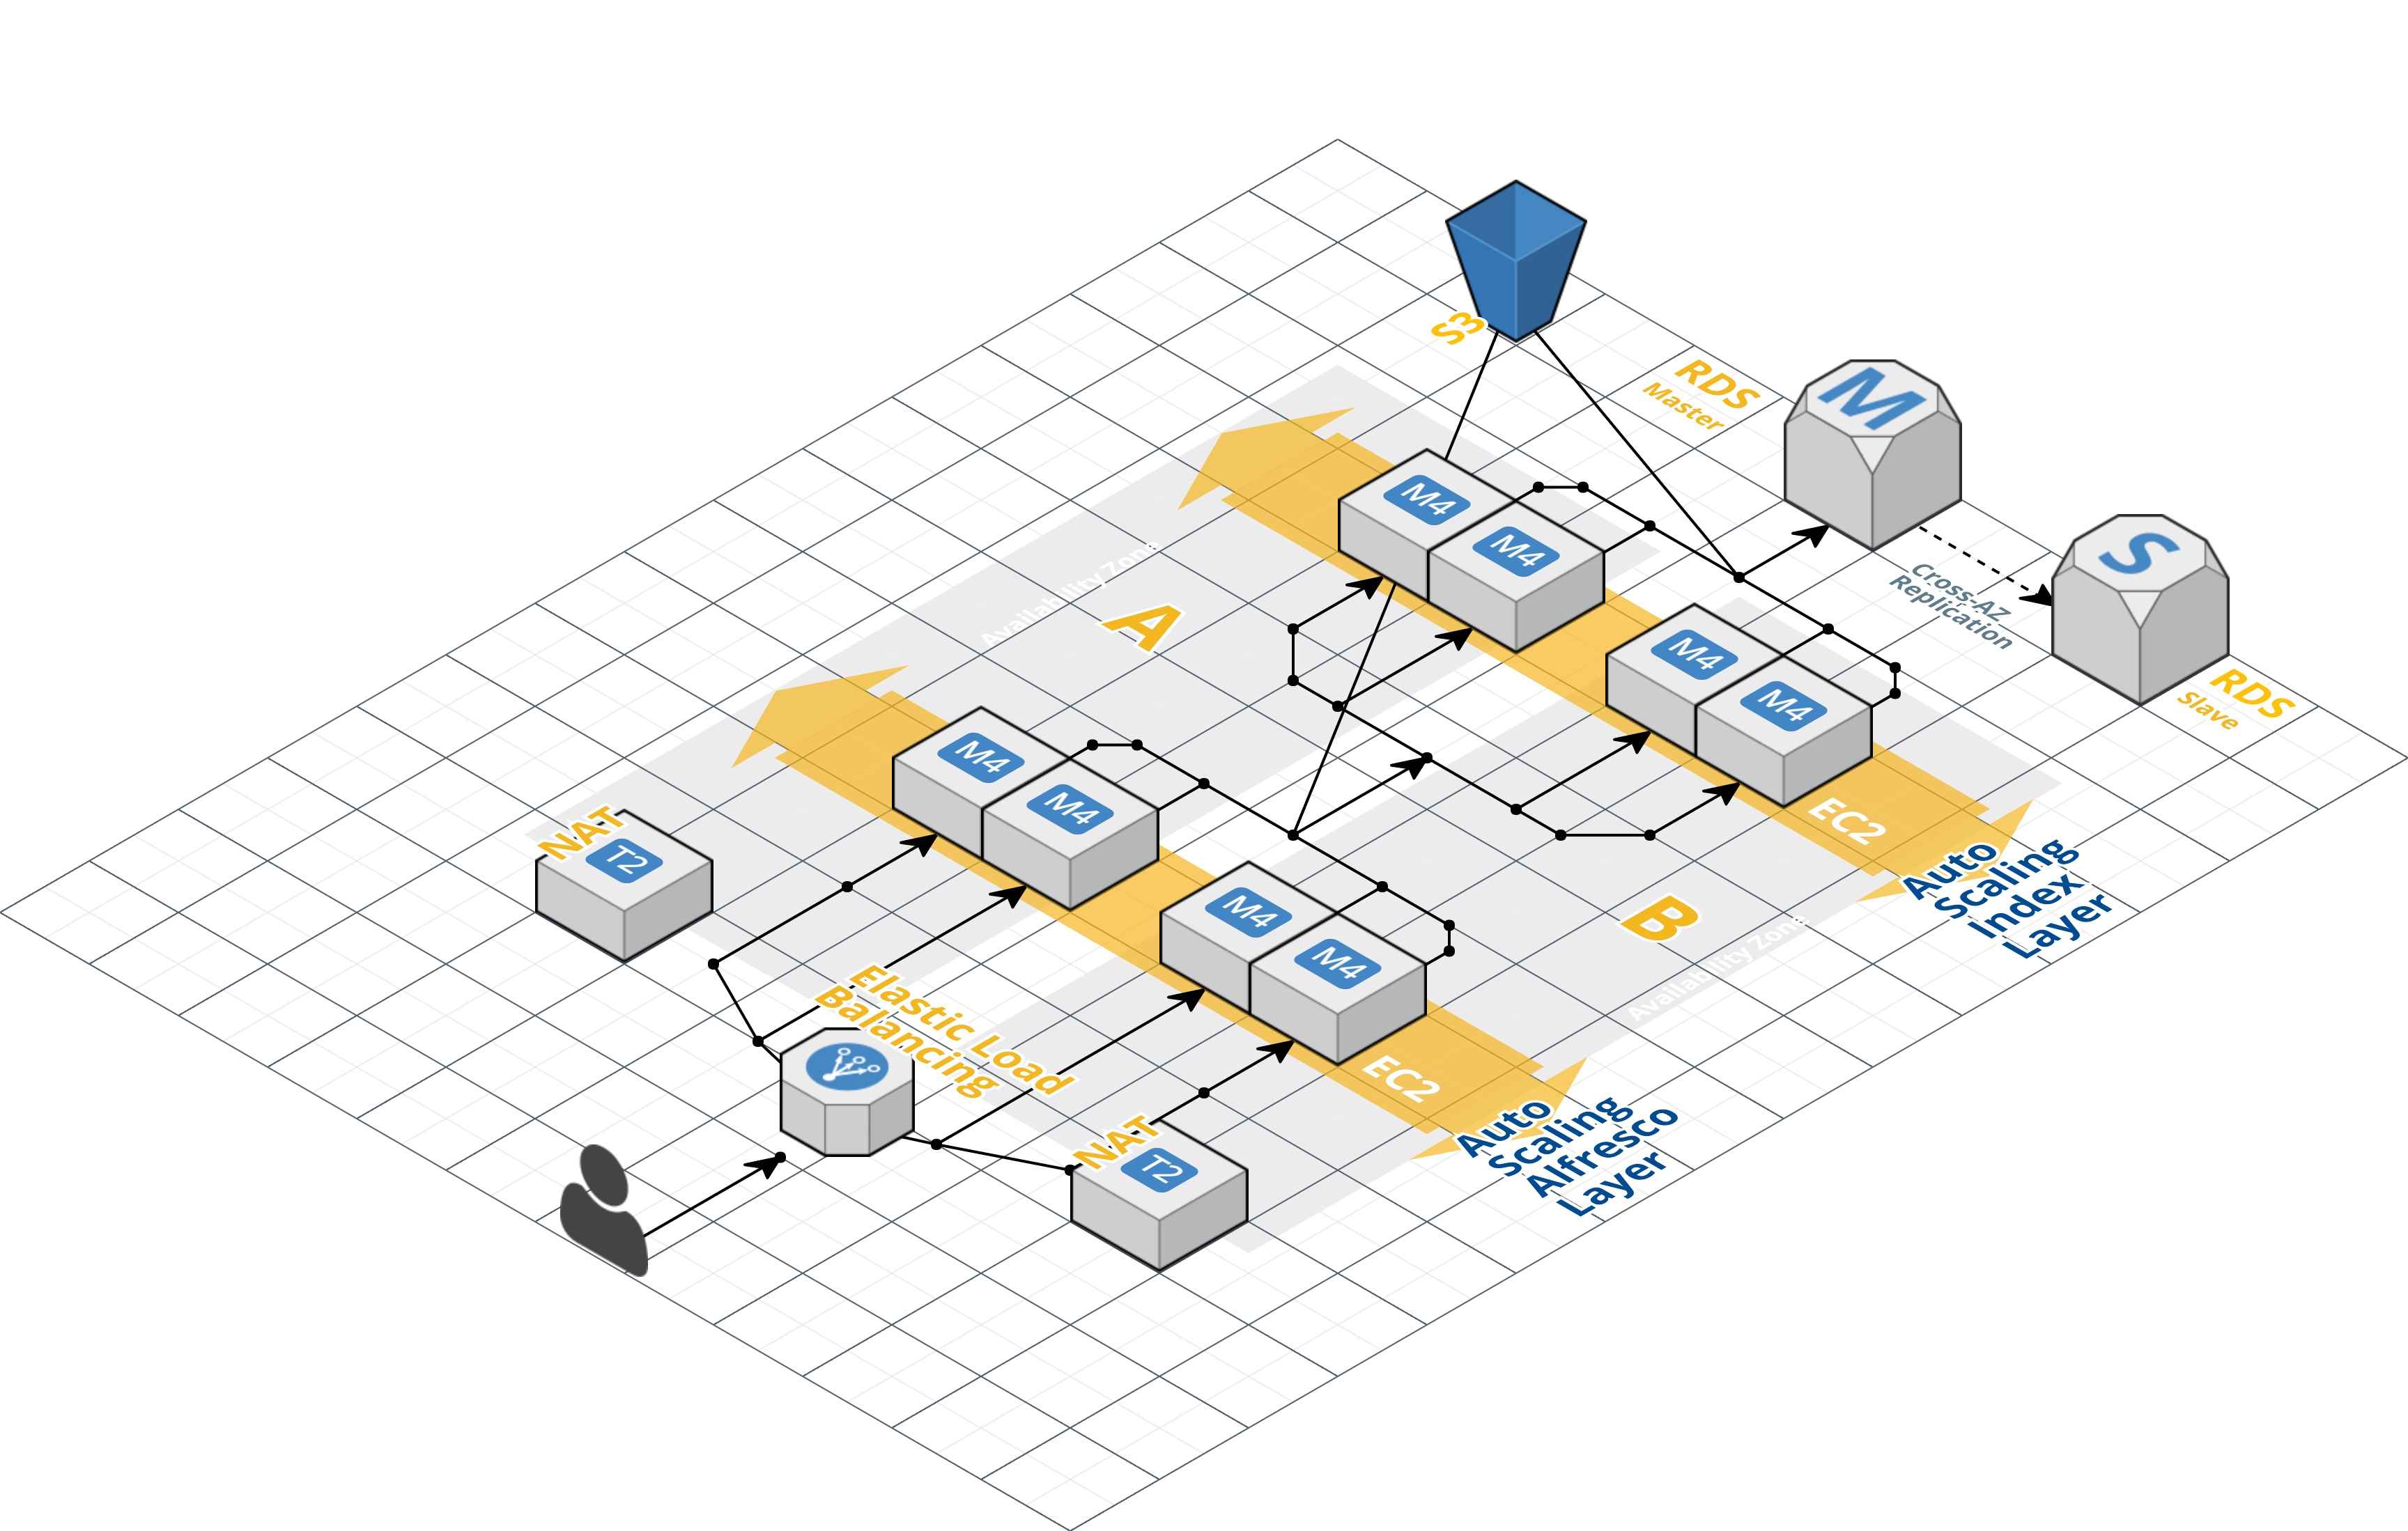 S3
RDS
Master
M
S
Cross-AZ
Replication
RDS
Slave
M4
M4
Availability Zone
A
M4
M4
EC2
Auto
Scaling
Index
Layer
M4
M4
NAT
T2
B
Availability Zone
M4
M4
Elastic Load
Balancing
EC2
Auto
Scaling
Alfresco
Layer
NAT
T2